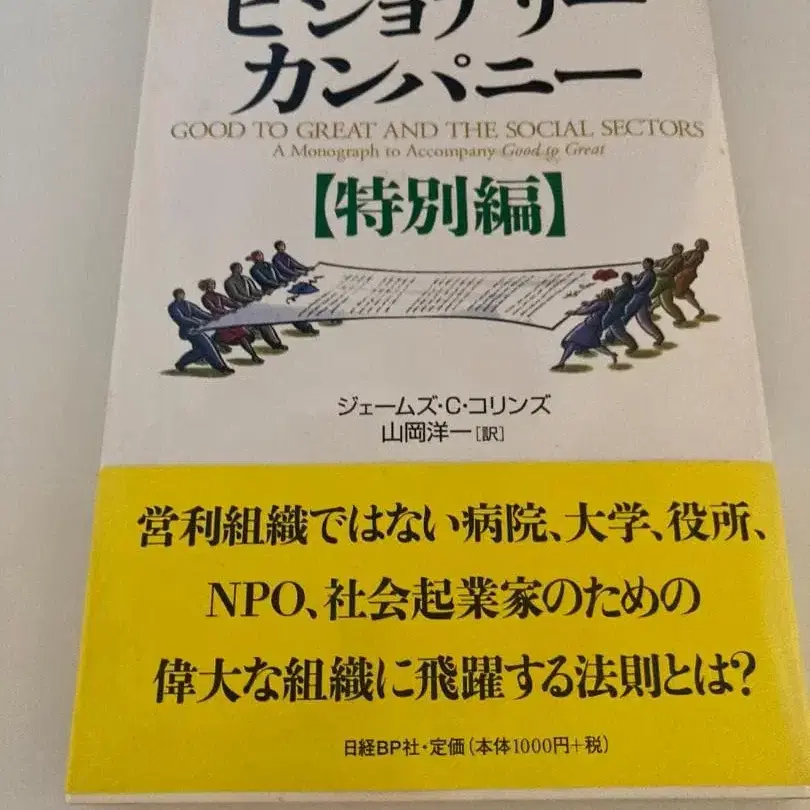 ビジョナリー
カンパニー
GOOD TO GREAT AND THE SOCIAL SECTORS
A Monograph to Accompany Good to Great
【特別編】
ジェームズ・C・コリンズ
山岡洋一[訳]
営利組織ではない病院、大学、役所、
NPO、社会起業家のための
偉大な組織に飛躍する法則とは?
日経BP社・定価(本体1000円+税)